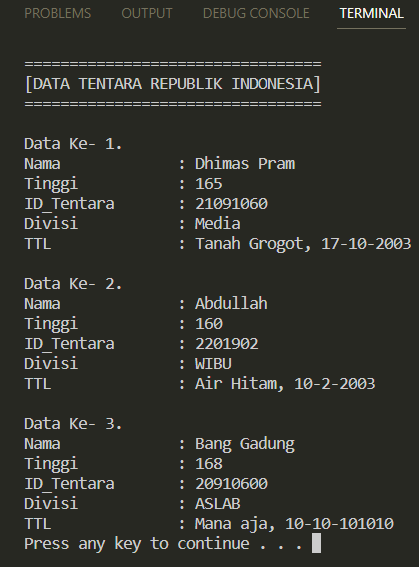 PROBLEMS OUTPUT DEBUG CONSOLE TERMINAL
=================================
[DATA TENTARA REPUBLIK INDONESIA]
=================================
Data Ke- 1.
Nama : Dhimas Pram
Tinggi : 165
ID_Tentara : 21091060
Divisi : Media
TTL : Tanah Grogot, 17-10-2003
Data Ke- 2.
Nama : Abdullah
Tinggi : 160
ID_Tentara : 2201902
Divisi : WIBU
TTL : Air Hitam, 10-2-2003
Data Ke- 3.
Nama : Bang Gadung
Tinggi : 168
ID_Tentara : 20910600
Divisi : ASLAB
TTL : Mana aja, 10-10-101010
Press any key to continue . . .